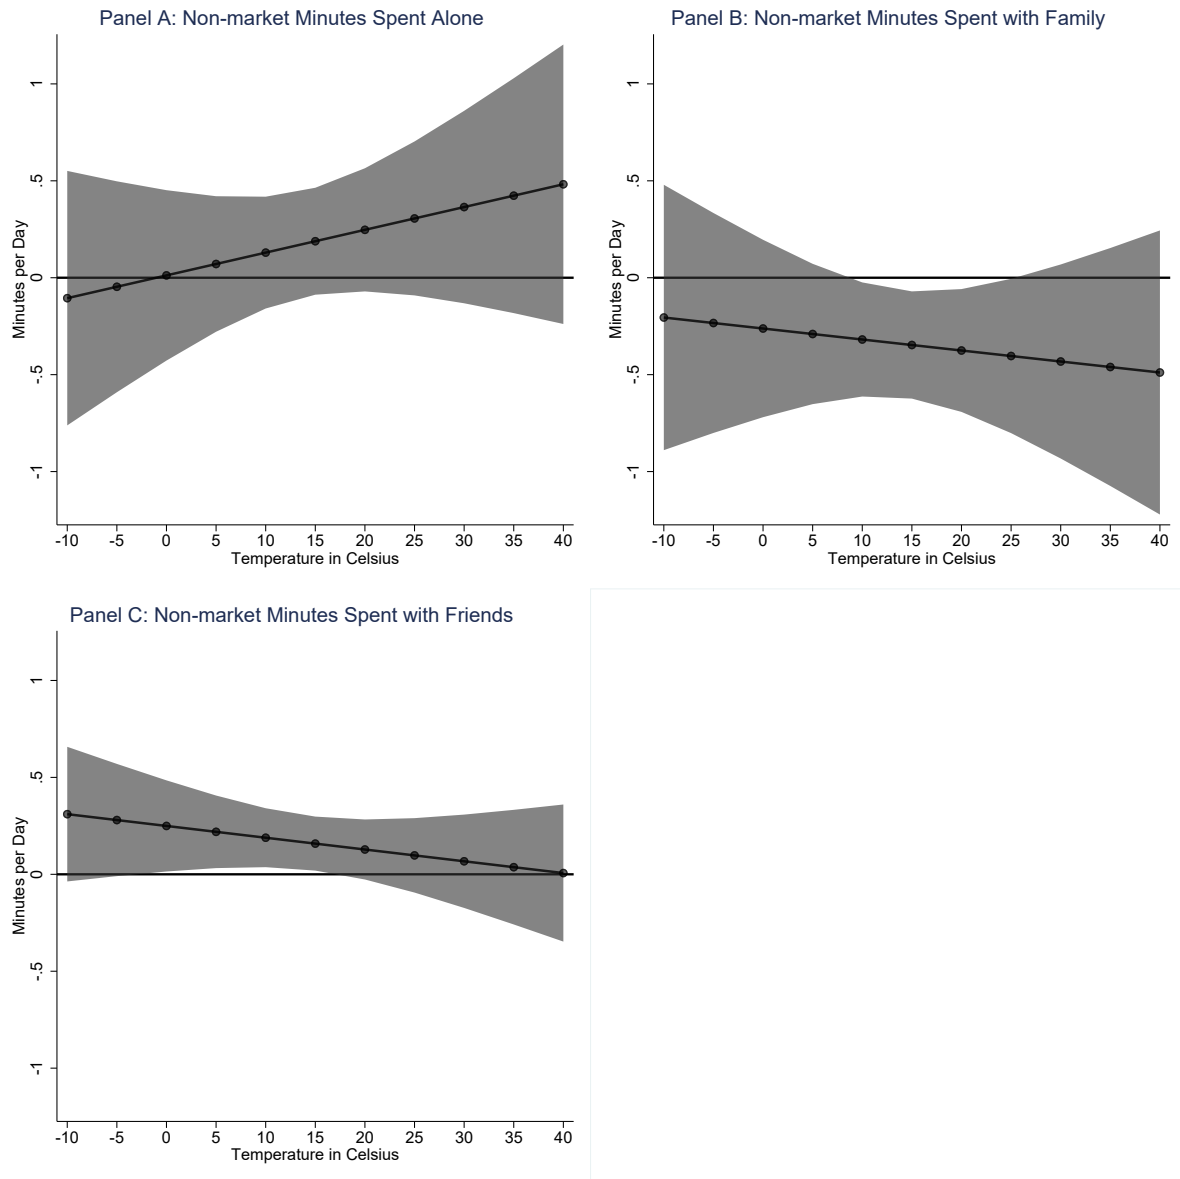 Panel A: Non-market Minutes Spent Alone
Minutes per Day
1
.5
0
-.5
-1
-10 -5 0 5 10 15 20 25 30 35 40
Temperature in Celsius
Panel B: Non-market Minutes Spent with Family
Minutes per Day
1
.5
0
-.5
-1
-10 -5 0 5 10 15 20 25 30 35 40
Temperature in Celsius
Panel C: Non-market Minutes Spent with Friends
Minutes per Day
1
.5
0
-.5
-1
-10 -5 0 5 10 15 20 25 30 35 40
Temperature in Celsius